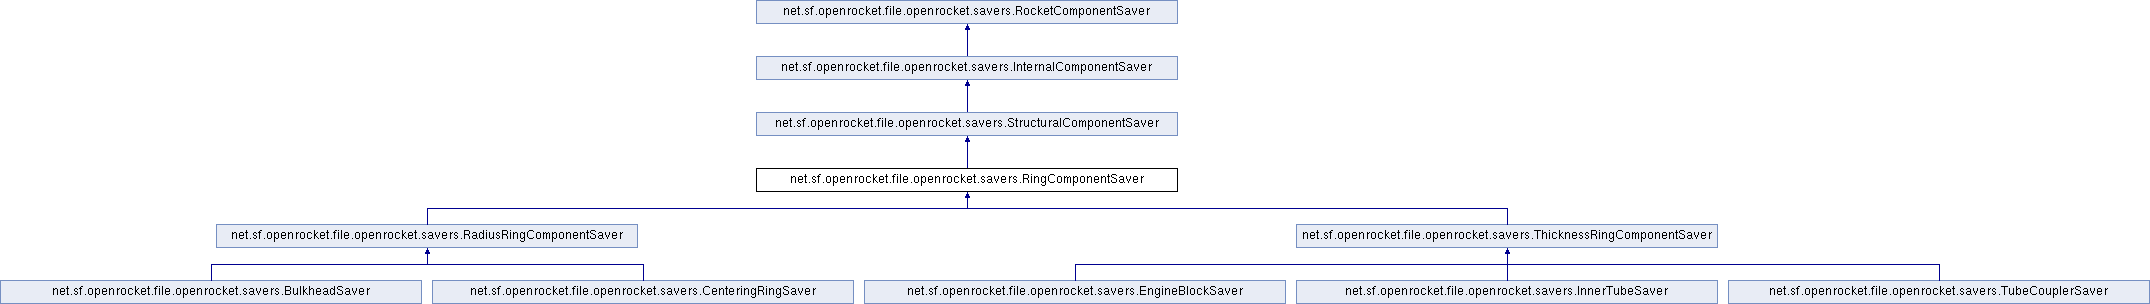 net.sf.openrocket.file.openrocket.savers.RocketComponentSaver
net.sf.openrocket.file.openrocket.savers.InternalComponentSaver
net.sf.openrocket.file.openrocket.savers.StructuralComponentSaver
net.sf.openrocket.file.openrocket.savers.RingComponentSaver
net.sf.openrocket.file.openrocket.savers.RadiusRingComponentSaver
net.sf.openrocket.file.openrocket.savers.ThicknessRingComponentSaver
net.sf.openrocket.file.openrocket.savers.BulkheadSaver
net.sf.openrocket.file.openrocket.savers.CenteringRingSaver
net.sf.openrocket.file.openrocket.savers.EngineBlockSaver
net.sf.openrocket.file.openrocket.savers.InnerTubeSaver
net.sf.openrocket.file.openrocket.savers.TubeCouplerSaver